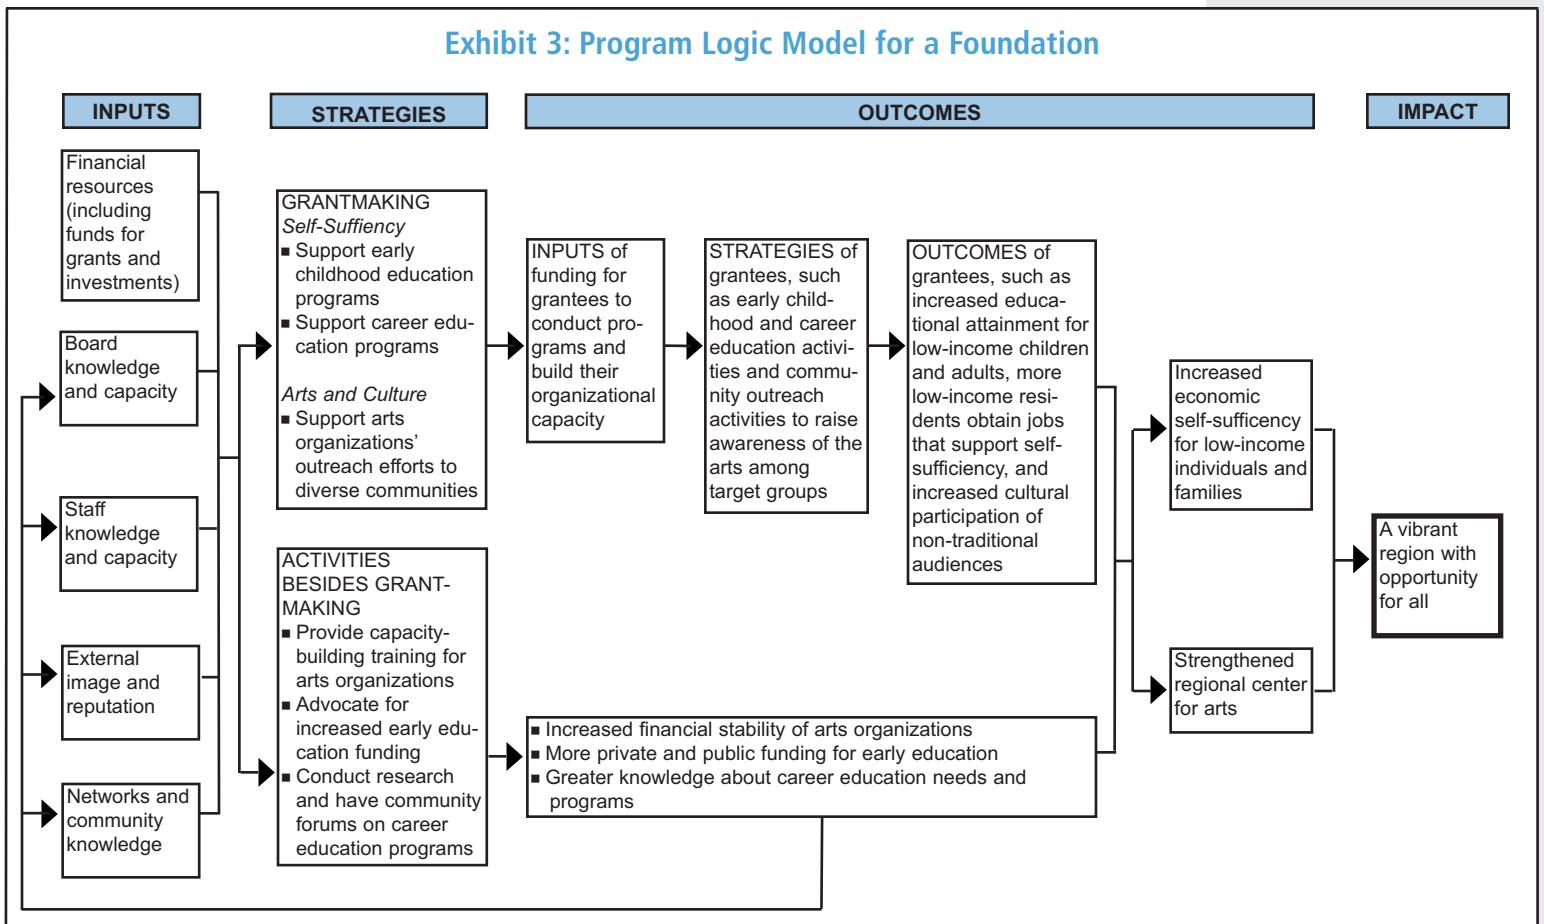 Exhibit 3: Program Logic Model for a Foundation
INPUTS
STRATEGIES
OUTCOMES
IMPACT
Financial
resources
(including
funds for
grants and
investments)
Board
knowledge
and capacity
Staff
knowledge
and capacity
External
image and
reputation
Networks and
community
knowledge
GRANTMAKING
Self-Suffiency
■ Support early
childhood education
programs
■ Support career edu-
cation programs
Arts and Culture
■ Support arts
organizations’
outreach efforts to
diverse communities
ACTIVITIES
BESIDES GRANT-
MAKING
■ Provide capacity-
building training for
arts organizations
■ Advocate for
increased early edu-
cation funding
■ Conduct research
and have community
forums on career
education programs
INPUTS of
funding for
grantees to
conduct pro-
grams and
build their
organizational
capacity
STRATEGIES of
grantees, such
as early child-
hood and career
education activi-
ties and commu-
nity outreach
activities to raise
awareness of the
arts among
target groups
OUTCOMES of
grantees, such as
increased educa-
tional attainment for
low-income children
and adults, more
low-income resi-
dents obtain jobs
that support self-
sufficiency, and
increased cultural
participation of
non-traditional
audiences
■ Increased financial stability of arts organizations
■ More private and public funding for early education
■ Greater knowledge about career education needs and
programs
Increased
economic
self-sufficency
for low-income
individuals and
families
Strengthened
regional center
for arts
A vibrant
region with
opportunity
for all